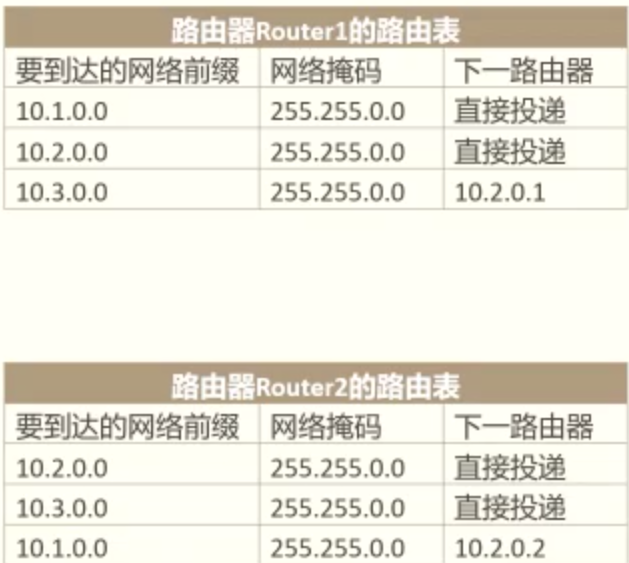 路由器Router1的路由表
要到达的网络前缀 网络掩码 下一路由器
10.1.0.0 255.255.0.0 直接投递
10.2.0.0 255.255.0.0 直接投递
10.3.0.0 255.255.0.0 10.2.0.1
路由器Router2的路由表
要到达的网络前缀 网络掩码 下一路由器
10.2.0.0 255.255.0.0 直接投递
10.3.0.0 255.255.0.0 直接投递
10.1.0.0 255.255.0.0 10.2.0.2